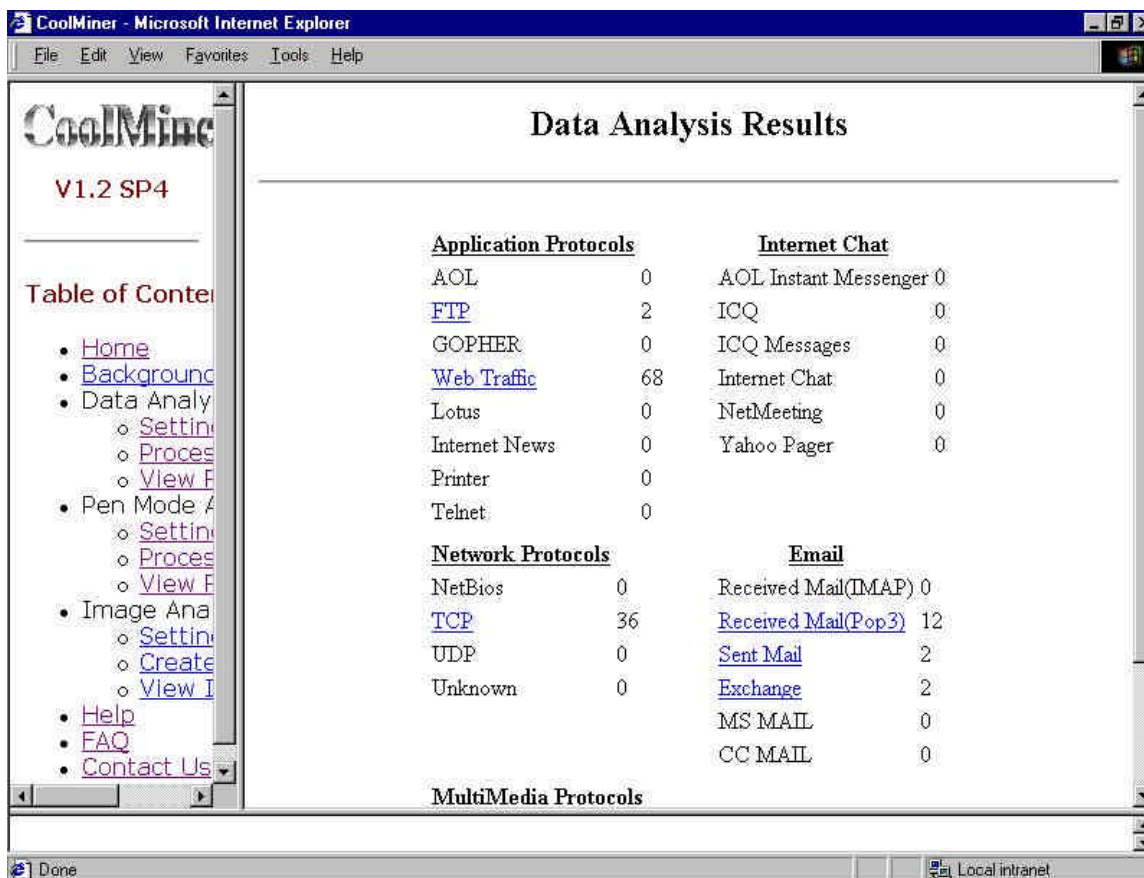 CoolMiner - Microsoft Internet Explorer
File Edit View Favorites Tools Help
CoolMine
V1.2 SP4
Table of Conte
Home
Background
Data Analy
Settin
Proces
View
Pen Mode
Settin
Proces
View
Image Ana
Settin
Create
View
Help
FAQ
Contact Us
Data Analysis Results
Application Protocols
AOL 0
FTP 2
GOPHER 0
Web Traffic 68
Lotus 0
Internet News 0
Printer 0
Telnet 0
Internet Chat
AOL Instant Messenger 0
ICQ 0
ICQ Messages 0
Internet Chat 0
NetMeeting 0
Yahoo Pager 0
Network Protocols
NetBios 0
TCP 36
UDP 0
Unknown 0
Email
Received Mail(IMAP) 0
Received Mail(Pop3) 12
Sent Mail 2
Exchange 2
MS MAIL 0
CC MAIL 0
MultiMedia Protocols
Done
Local intranet